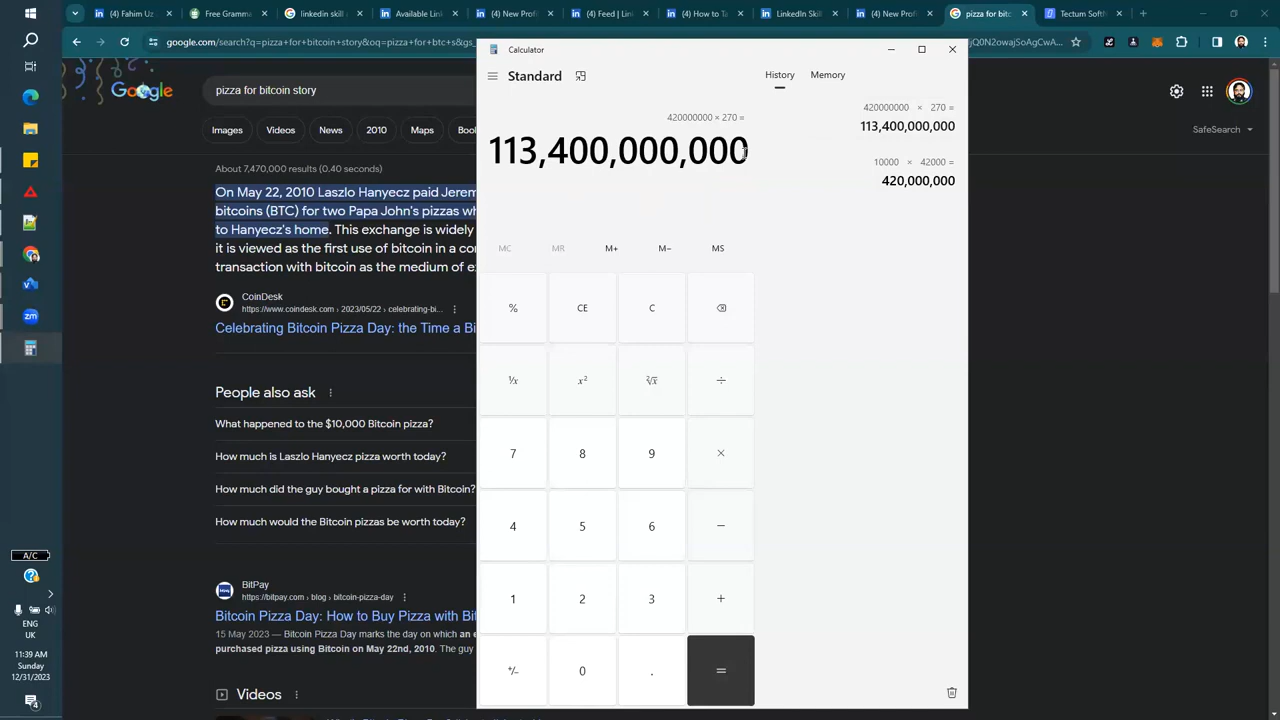 (4) Fahim Uz
Free Gramma
linkedin skill
Available Link
(4) New Prof
(4) Feed | Lin
(4) How to Ta
LinkedIn Skill
(4) New Profi
pizza for bitc
Tectum Softh
google.com/search?q=pizza+for+bitcoin+story&oq=pizza+for+btc+s&gs_
Google
pizza for bitcoin story
Images
Videos
News
2010
Maps
Book
SafeSearch
About 7,470,000 results (0.40 seconds)
On May 22, 2010 Laszlo Hanyecz paid Jerem
bitcoins (BTC) for two Papa John's pizzas wh
to Hanyecz's home. This exchange is widely
it is viewed as the first use of bitcoin in a co
transaction with bitcoin as the medium of ex
CoinDesk
https://www.coindesk.com › 2023/05/22 › celebrating-bi...
Celebrating Bitcoin Pizza Day: the Time a Bi
People also ask
What happened to the $10,000 Bitcoin pizza?
How much is Laszlo Hanyecz pizza worth today?
How much did the guy bought a pizza for with Bitcoin?
How much would the Bitcoin pizzas be worth today?
BitPay
https://bitpay.com › blog › bitcoin-pizza-day
Bitcoin Pizza Day: How to Buy Pizza with Bit
15 May 2023 — Bitcoin Pizza Day marks the day on which an e
purchased pizza using Bitcoin on May 22nd, 2010. The guy
Videos
Calculator
Standard
History
Memory
420000000 × 270 =
113,400,000,000
420000000 × 270 =
113,400,000,000
10000 × 42000 =
420,000,000
MC
MR
M+
M−
MS
%
CE
C
¹/x
x²
²√x
÷
7
8
9
×
4
5
6
−
1
2
3
+
+/−
0
.
=
zm
A/C
ENG
UK
11:39 AM
Sunday
12/31/2023
4